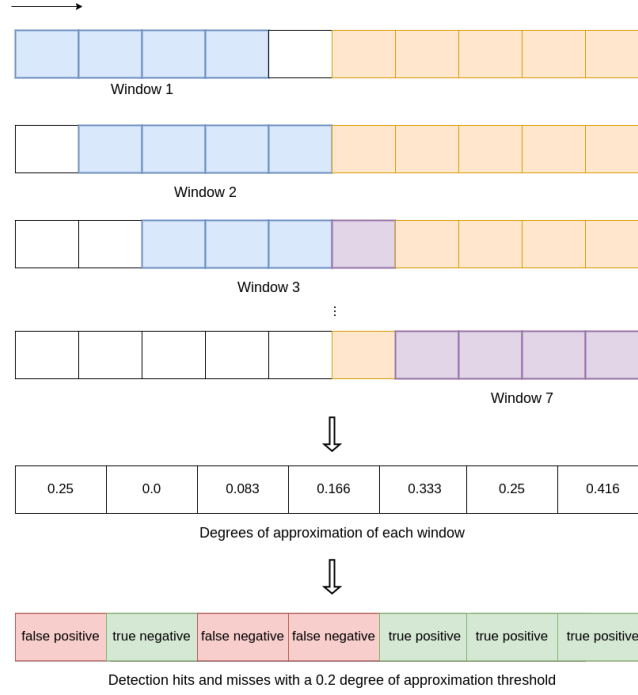 Window 1
Window 2
Window 3
...
Window 7
0.25 0.0 0.083 0.166 0.333 0.25 0.416
Degrees of approximation of each window
false positive true negative false negative false negative true positive true positive true positive
Detection hits and misses with a 0.2 degree of approximation threshold